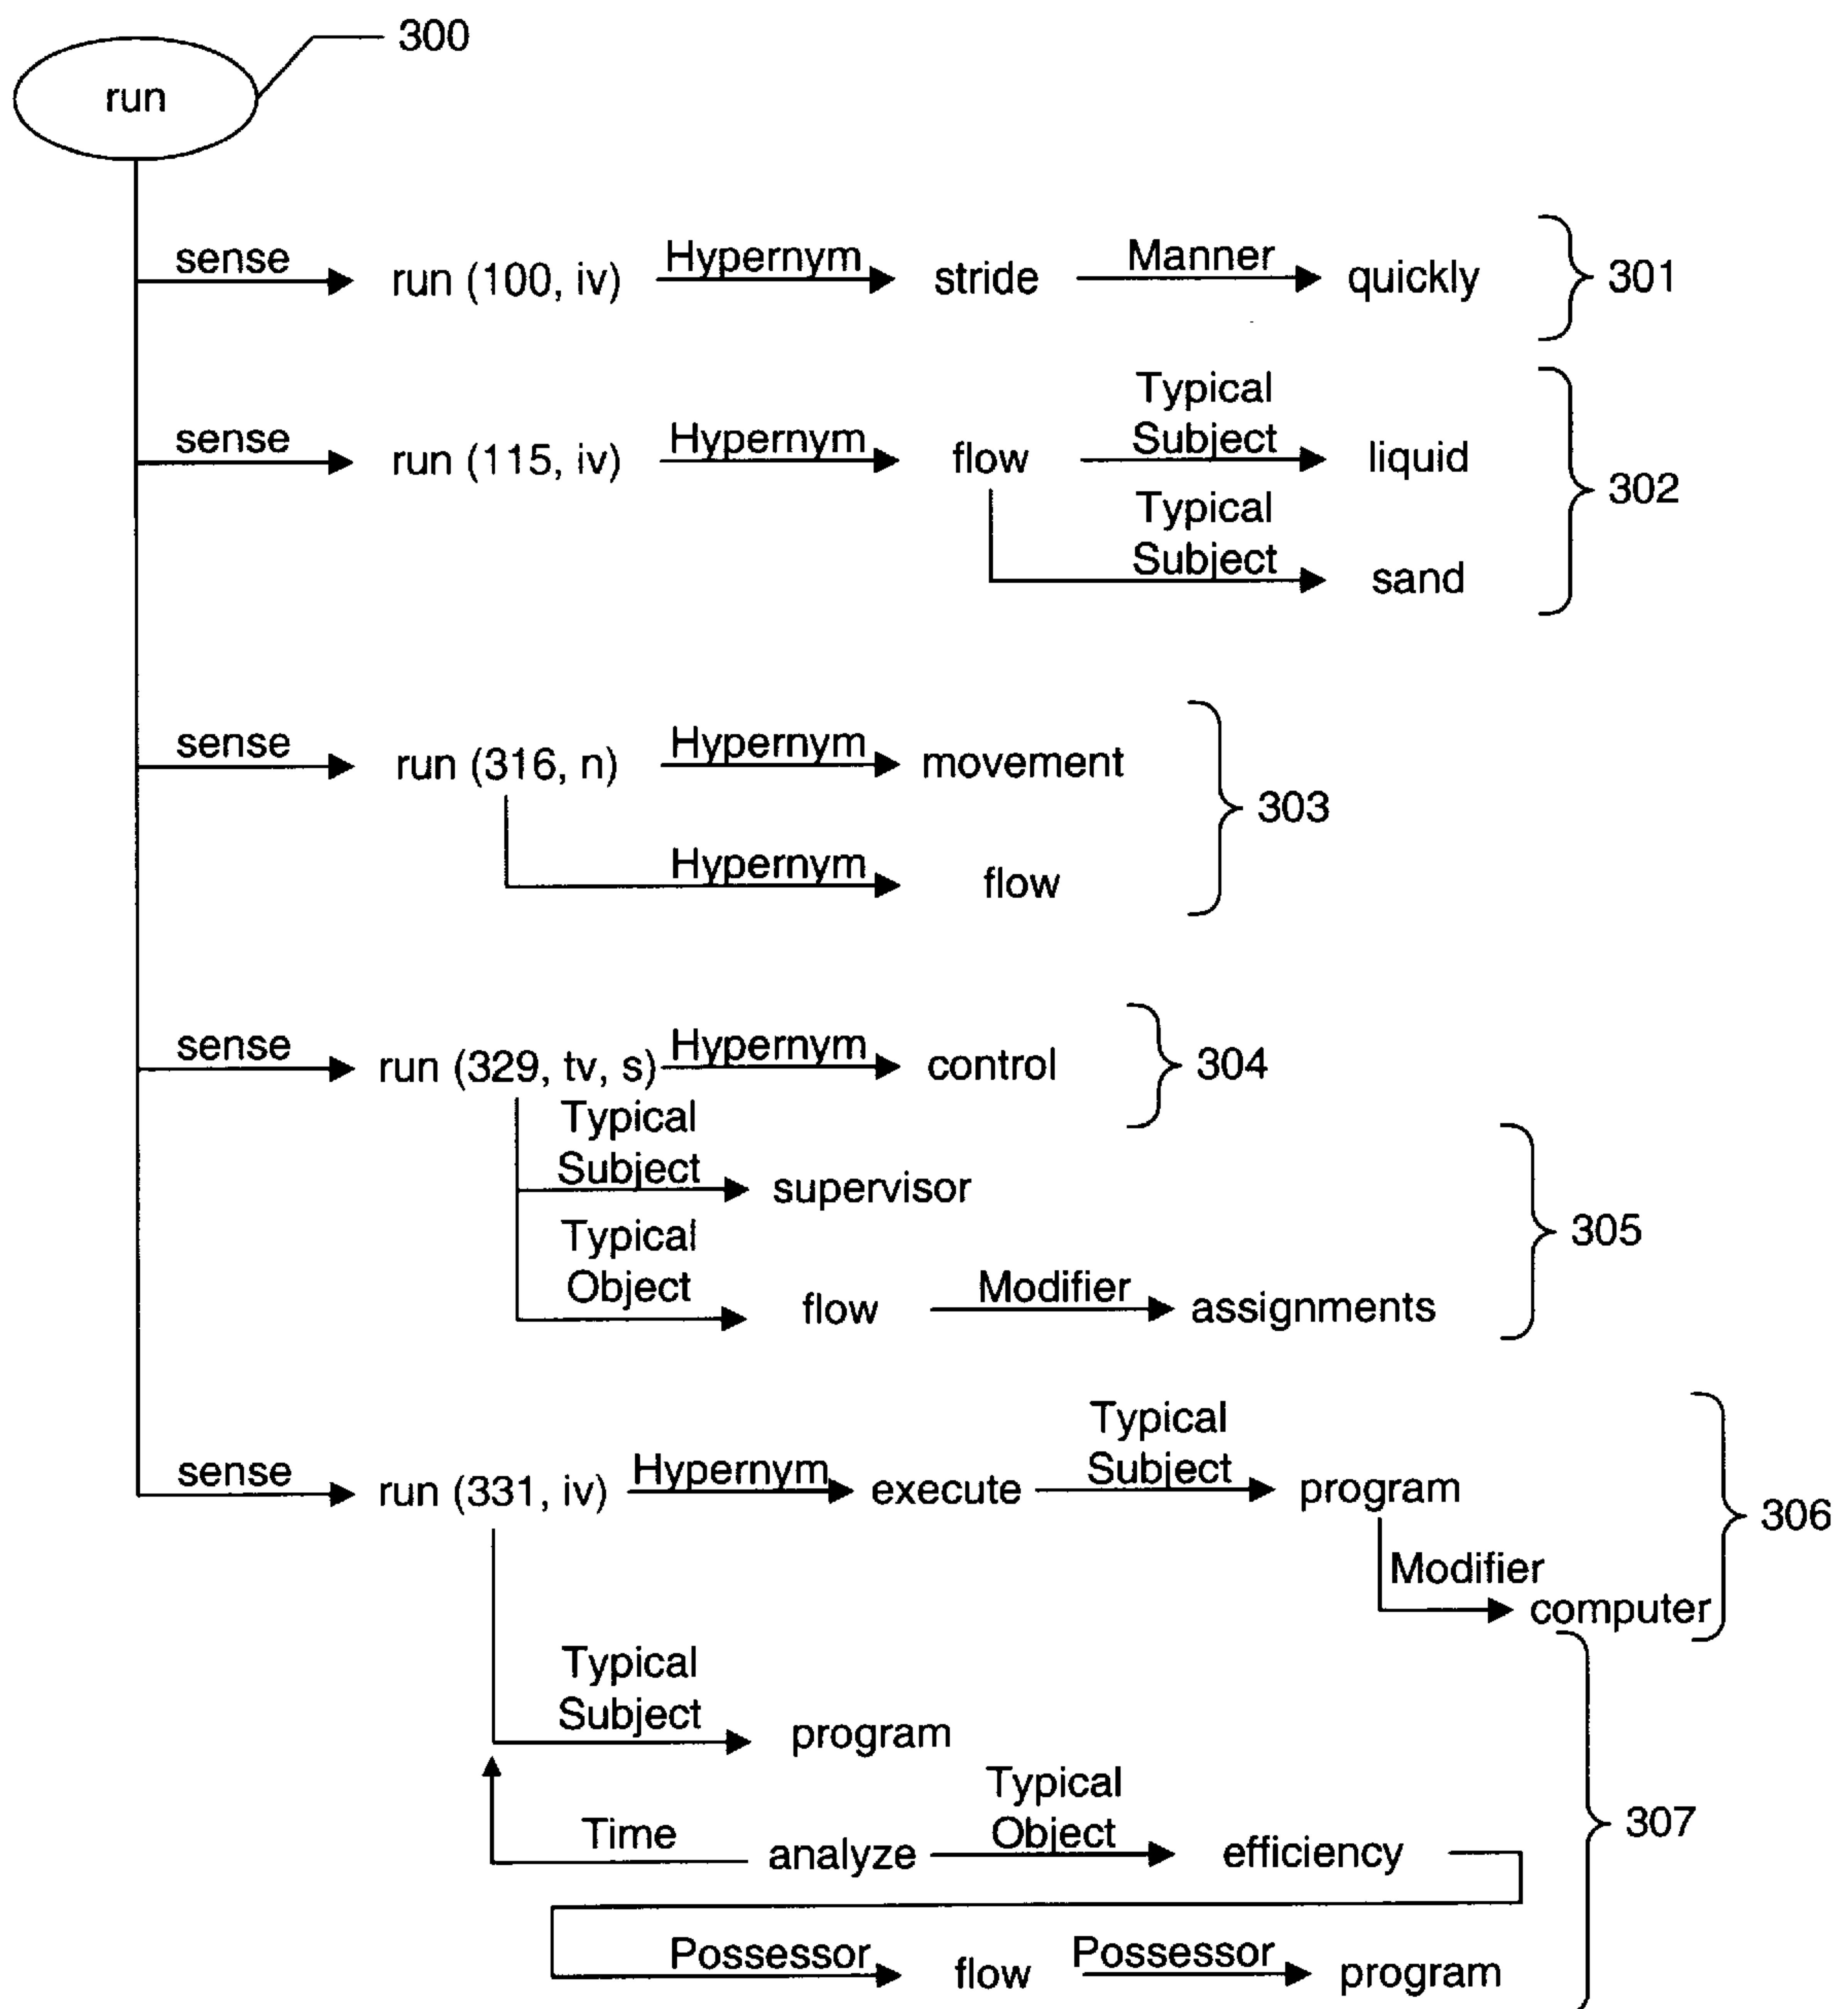 300
run
sense run (100, iv) Hypernym stride Manner quickly 301
Typical
sense run (115, iv) Hypernym flow Subject liquid 302
Typical
Subject sand
sense run (316, n) Hypernym movement 303
Hypernym flow
sense run (329, tv, s) Hypernym control 304
Typical
Subject supervisor
Typical 305
Object flow Modifier assignments
Typical
sense run (331, iv) Hypernym execute Subject program 306
Modifier
computer
Typical
Subject program
Typical
Time analyze Object efficiency 307
Possessor flow Possessor program